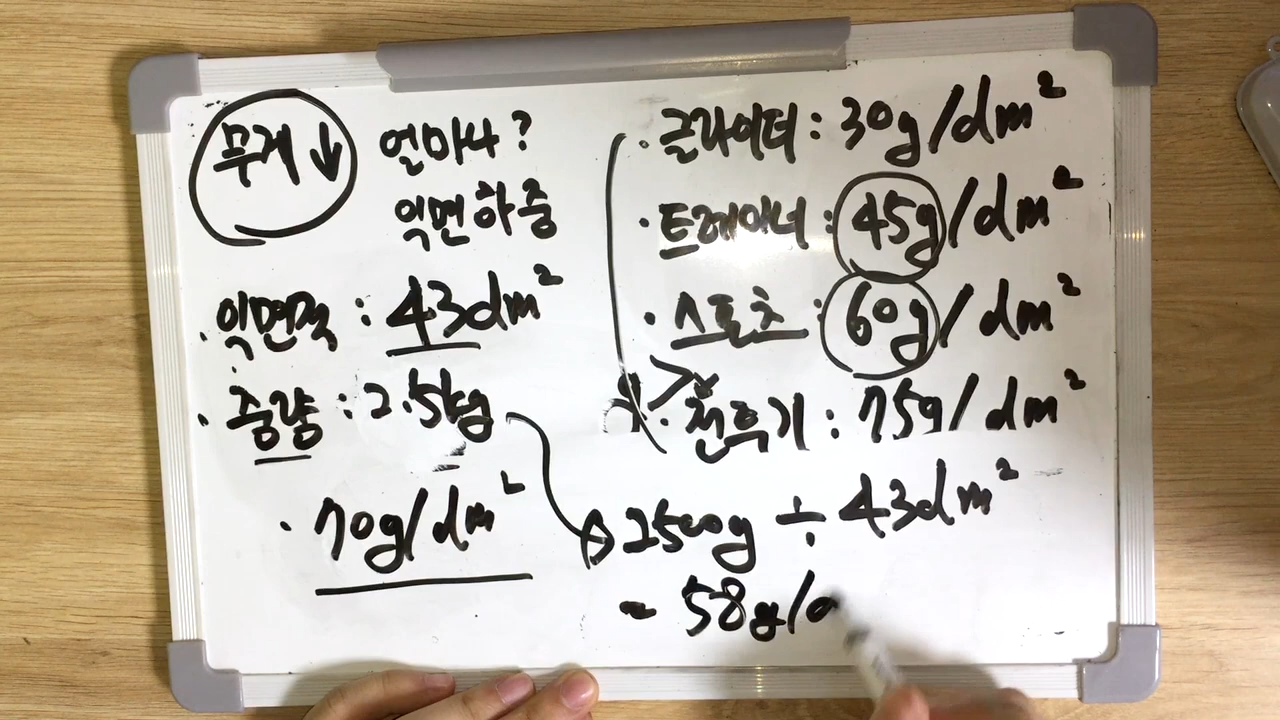 무게↓ 얼마나?
익면하중
· 익면적 : 43dm²
· 중량 : 2.5kg
· 70g/dm²
· 글라이더 : 30g/dm²
· 트레이너 : 45g/dm²
· 스포츠 : 60g/dm²
· 전투기 : 75g/dm²
2500g ÷ 43dm²
= 58g/d